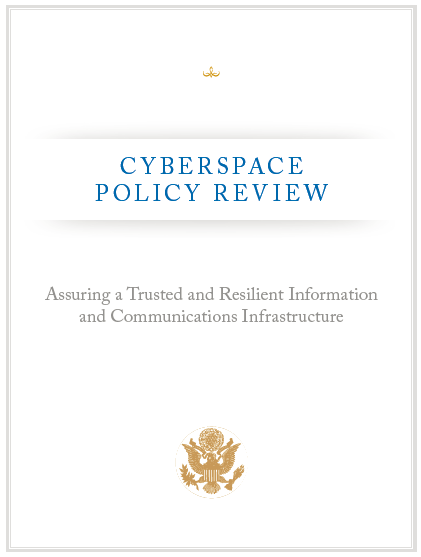 CYBERSPACE
POLICY REVIEW
Assuring a Trusted and Resilient Information
and Communications Infrastructure